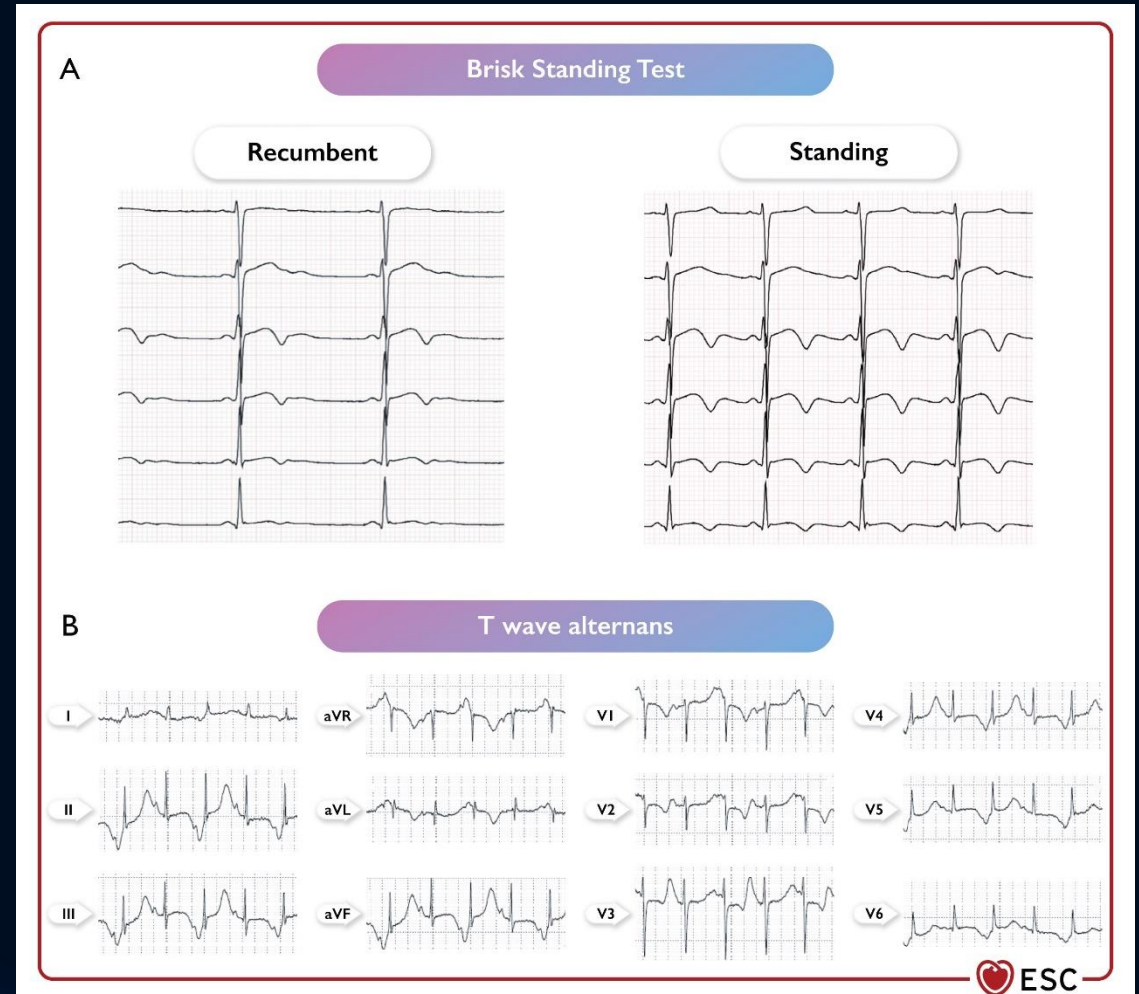 A
Brisk Standing Test
Recumbent
Standing
B
T wave alternans
I
aVR
V1
V4
II
aVL
V2
V5
III
aVF
V3
V6
ESC